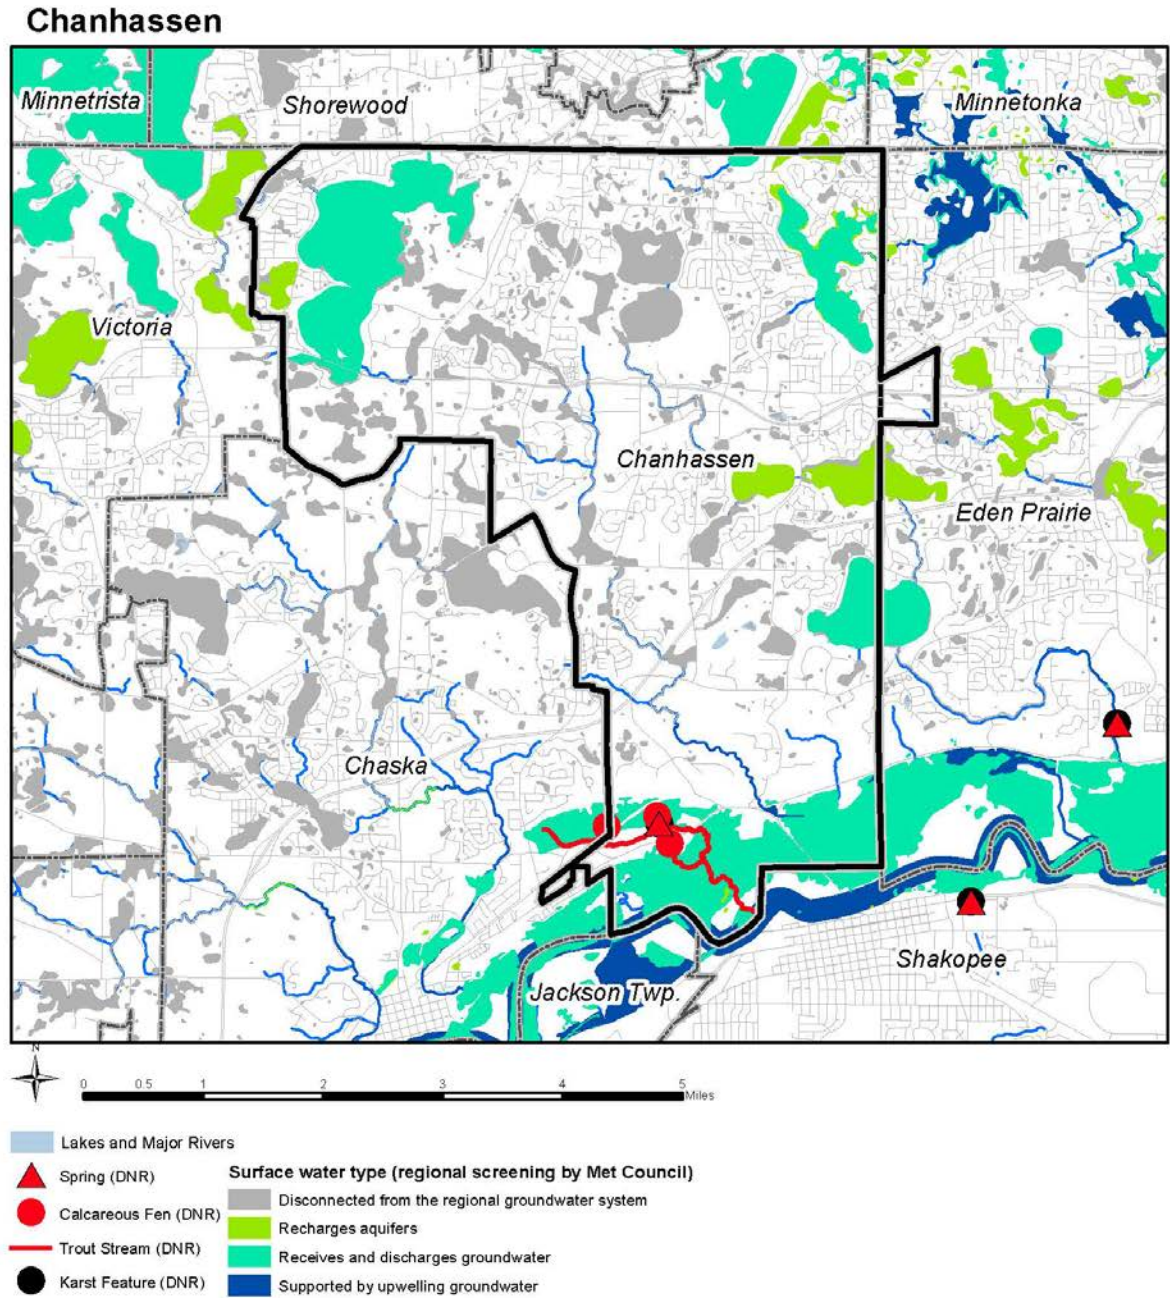 Chanhassen
Minnetrista
Shorewood
Minnetonka
Victoria
Chanhassen
Eden Prairie
Chaska
Shakopee
Jackson Twp.
N
0 0.5 1 2 3 4 5
Miles
Lakes and Major Rivers
Spring (DNR)
Calcareous Fen (DNR)
Trout Stream (DNR)
Karst Feature (DNR)
Surface water type (regional screening by Met Council)
Disconnected from the regional groundwater system
Recharges aquifers
Receives and discharges groundwater
Supported by upwelling groundwater